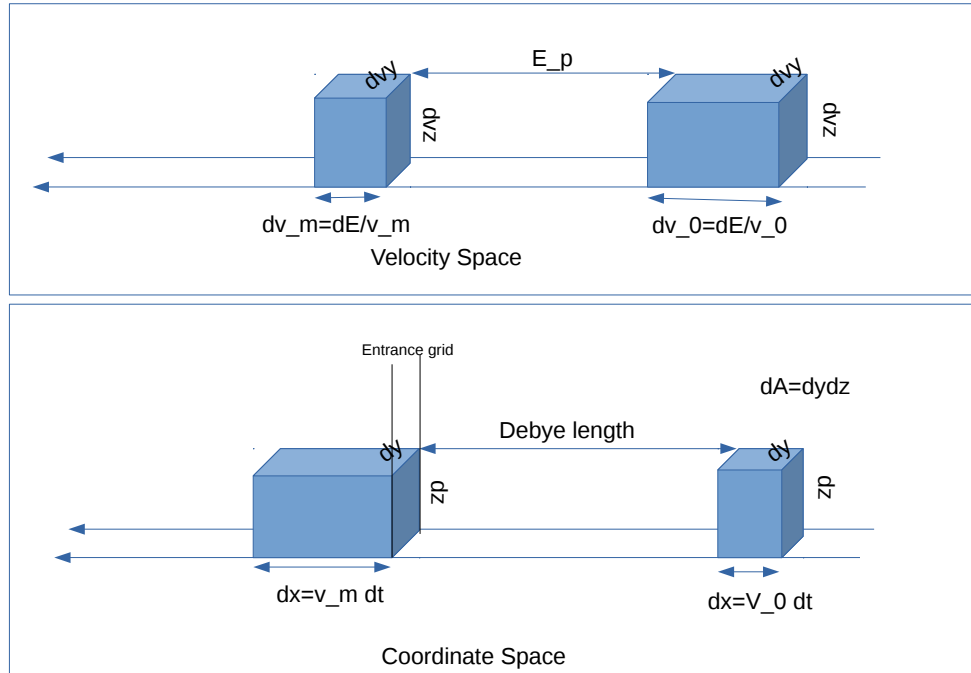 E_p
dvy
dvy
dvz
dvz
dv_m=dE/v_m
dv_0=dE/v_0
Velocity Space
Entrance grid
dA=dydz
Debye length
dy
dy
dz
dz
dx=v_m dt
dx=V_0 dt
Coordinate Space